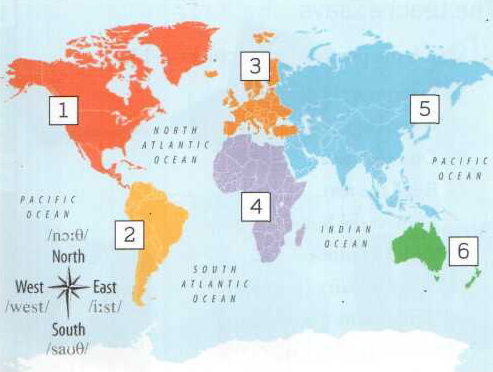 3
1
5
NORTH
ATLANTIC
OCEAN
PACIFIC
OCEAN
PACIFIC
OCEAN
4
2
INDIAN
OCEAN
6
/nɔːθ/
North
West
East
/west/
/iːst/
South
/saʊθ/
SOUTH
ATLANTIC
OCEAN